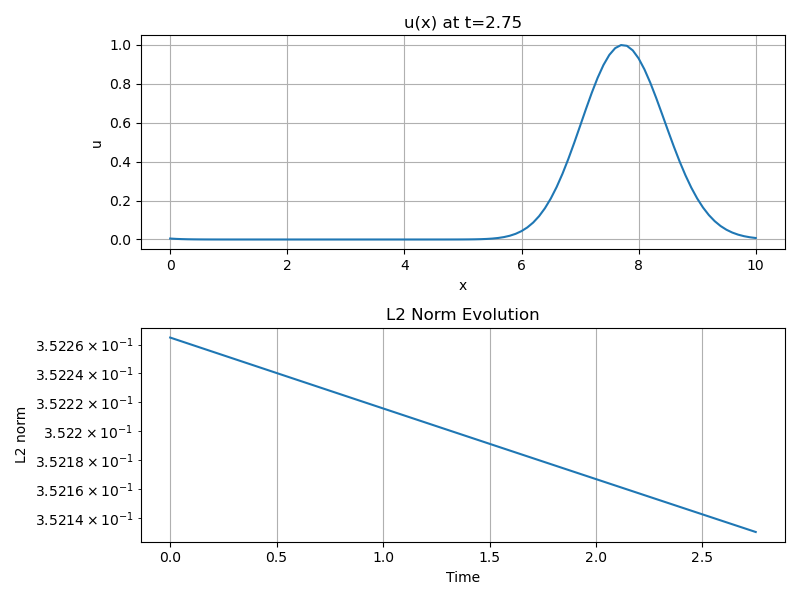 u(x) at t=2.75
1.0
0.8
0.6
0.4
0.2
0.0
u
0 2 4 6 8 10
x
L2 Norm Evolution
3.5226 × 10⁻¹
3.5224 × 10⁻¹
3.5222 × 10⁻¹
3.522 × 10⁻¹
3.5218 × 10⁻¹
3.5216 × 10⁻¹
3.5214 × 10⁻¹
L2 norm
0.0 0.5 1.0 1.5 2.0 2.5
Time